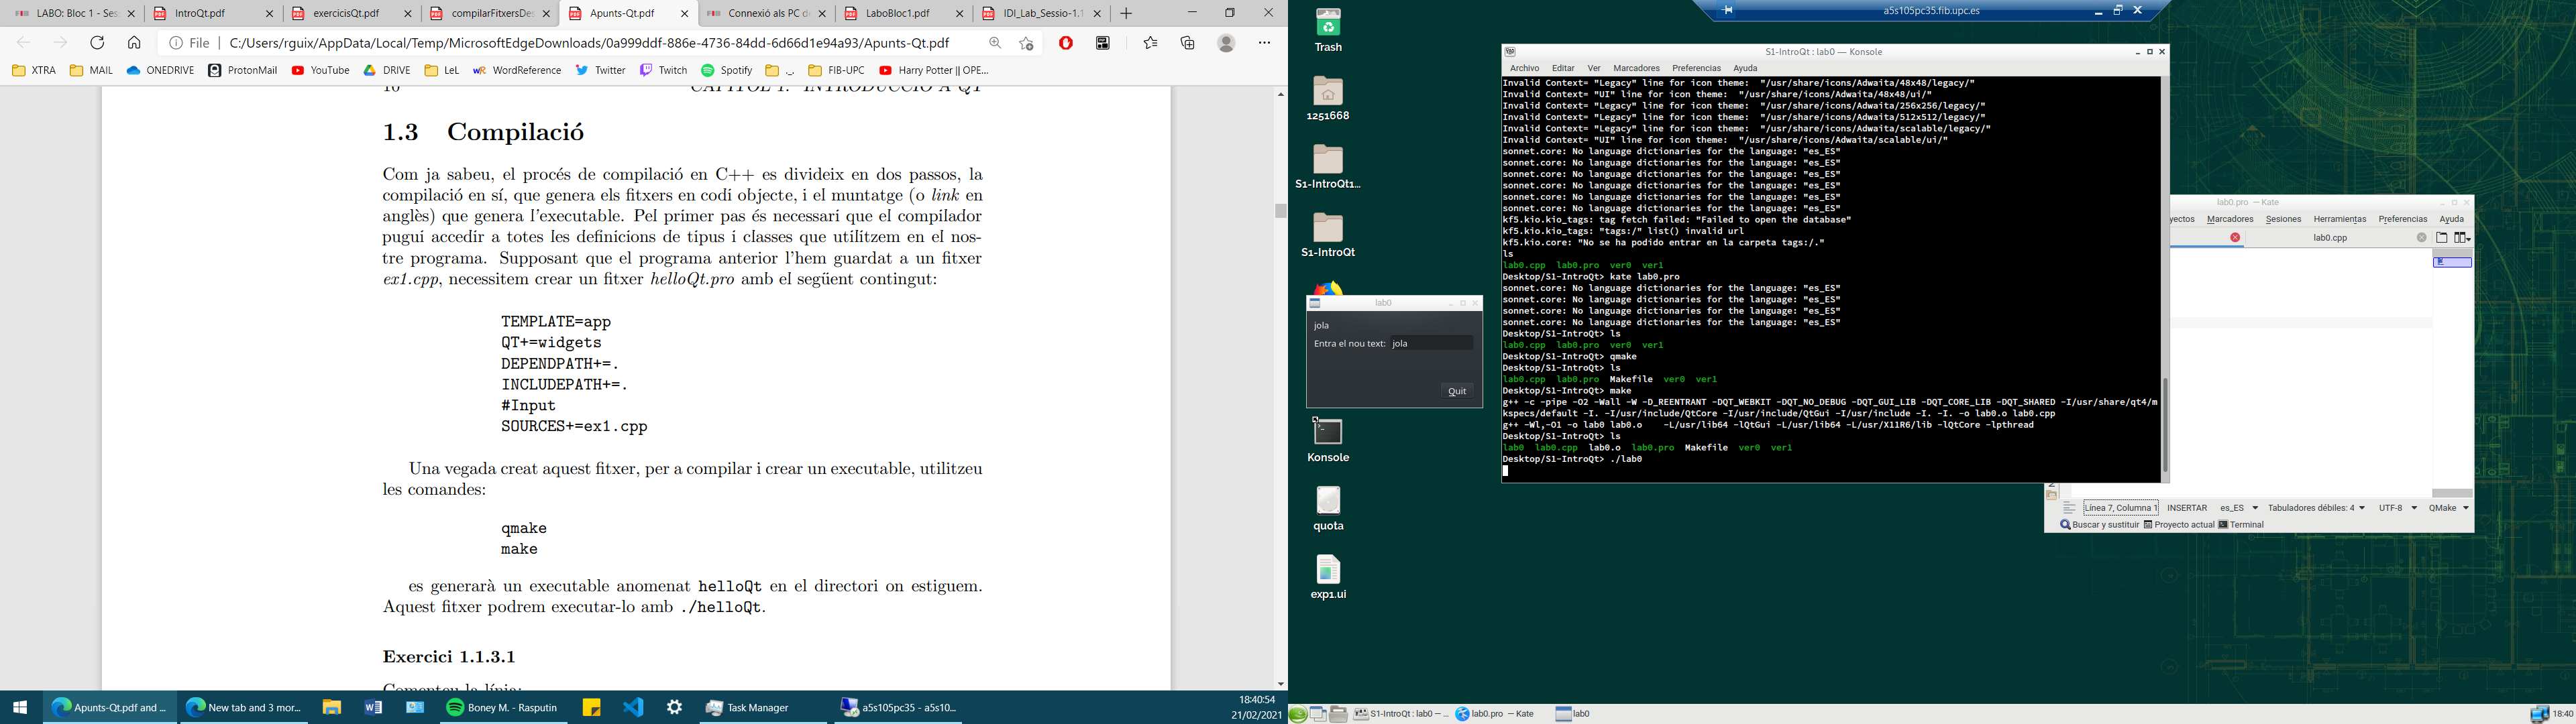 LABO: Bloc 1 - Ses
IntroQt.pdf
exercicisQt.pdf
compilarFitxersDes
Apunts-Qt.pdf
Connexió als PC d
LaboBloc1.pdf
IDI_Lab_Sessio-1.1
File
C:/Users/rguix/AppData/Local/Temp/MicrosoftEdgeDownloads/0a999ddf-886e-4736-84dd-6d66d1e94a93/Apunts-Qt.pdf
XTRA
MAIL
ONEDRIVE
ProtonMail
YouTube
DRIVE
LeL
WordReference
Twitter
Twitch
Spotify
._.
FIB-UPC
Harry Potter || OPE...
10 CAPÍTOL 1. INTRODUCCIÓ A QT
1.3 Compilació
Com ja sabeu, el procés de compilació en C++ es divideix en dos passos, la
compilació en sí, que genera els fitxers en codi objecte, i el muntatge (o link en
anglès) que genera l'executable. Pel primer pas és necessari que el compilador
pugui accedir a totes les definicions de tipus i classes que utilitzem en el nos-
tre programa. Supposant que el programa anterior l'hem guardat a un fitxer
ex1.cpp, necessitem crear un fitxer helloQt.pro amb el següent contingut:
TEMPLATE=app
QT+=widgets
DEPENDPATH+=.
INCLUDEPATH+=.
#Input
SOURCES+=ex1.cpp
Una vegada creat aquest fitxer, per a compilar i crear un executable, utilitzeu
les comandes:
qmake
make
es generarà un executable anomenat helloQt en el directori on estiguem.
Aquest fitxer podrem executar-lo amb ./helloQt.
Exercici 1.1.3.1
Comenteu la línia:
Apunts-Qt.pdf and ...
New tab and 3 mor...
Boney M. - Rasputin
Task Manager
a5s105pc35 - a5s10...
18:40:54
21/02/2021
a5s105pc35.fib.upc.es
Trash
1251668
S1-IntroQt1...
S1-IntroQt
Konsole
quota
exp1.ui
lab0
jola
Entra el nou text: jola
Quit
S1-IntroQt : lab0 — Konsole
Archivo Editar Ver Marcadores Preferencias Ayuda
Invalid Context= "Legacy" line for icon theme:  "/usr/share/icons/Adwaita/48x48/legacy/"
Invalid Context= "UI" line for icon theme:  "/usr/share/icons/Adwaita/48x48/ui/"
Invalid Context= "Legacy" line for icon theme:  "/usr/share/icons/Adwaita/256x256/legacy/"
Invalid Context= "Legacy" line for icon theme:  "/usr/share/icons/Adwaita/512x512/legacy/"
Invalid Context= "Legacy" line for icon theme:  "/usr/share/icons/Adwaita/scalable/legacy/"
Invalid Context= "UI" line for icon theme:  "/usr/share/icons/Adwaita/scalable/ui/"
sonnet.core: No language dictionaries for the language: "es_ES"
sonnet.core: No language dictionaries for the language: "es_ES"
sonnet.core: No language dictionaries for the language: "es_ES"
sonnet.core: No language dictionaries for the language: "es_ES"
sonnet.core: No language dictionaries for the language: "es_ES"
sonnet.core: No language dictionaries for the language: "es_ES"
kf5.kio.kio_tags: tag fetch failed: "Failed to open the database"
kf5.kio.kio_tags: "tags:/" list() invalid url
kf5.kio.core: "No se ha podido entrar en la carpeta tags:/."
ls
lab0.cpp  lab0.pro  ver0  ver1
Desktop/S1-IntroQt> kate lab0.pro
sonnet.core: No language dictionaries for the language: "es_ES"
sonnet.core: No language dictionaries for the language: "es_ES"
sonnet.core: No language dictionaries for the language: "es_ES"
sonnet.core: No language dictionaries for the language: "es_ES"
Desktop/S1-IntroQt> ls
lab0.cpp  lab0.pro  ver0  ver1
Desktop/S1-IntroQt> qmake
Desktop/S1-IntroQt> ls
lab0.cpp  lab0.pro  Makefile  ver0  ver1
Desktop/S1-IntroQt> make
g++ -c -pipe -O2 -Wall -W -D_REENTRANT -DQT_WEBKIT -DQT_NO_DEBUG -DQT_GUI_LIB -DQT_CORE_LIB -DQT_SHARED -I/usr/share/qt4/m
kspecs/default -I. -I/usr/include/QtCore -I/usr/include/QtGui -I/usr/include -I. -I. -o lab0.o lab0.cpp
g++ -Wl,-O1 -o lab0 lab0.o    -L/usr/lib64 -lQtGui -L/usr/lib64 -L/usr/X11R6/lib -lQtCore -lpthread
Desktop/S1-IntroQt> ls
lab0  lab0.cpp  lab0.o  lab0.pro  Makefile  ver0  ver1
Desktop/S1-IntroQt> ./lab0
lab0.pro — Kate
yectos Marcadores Sesiones Herramientas Preferencias Ayuda
lab0.cpp
Línea 7, Columna 1 INSERTAR es_ES Tabuladores débiles: 4 UTF-8 QMake
Buscar y sustituir Proyecto actual Terminal
S1-IntroQt : lab0 — ...
lab0.pro — Kate
lab0
18:40